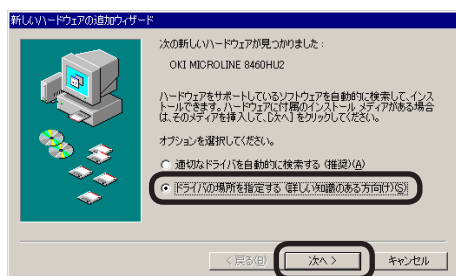 新しいハードウェアの追加ウィザード
次の新しいハードウェアが見つかりました：
OKI MICROLINE 8460HU2
ハードウェアをサポートしているソフトウェアを自動的に検索して、インス
トールできます。ハードウェアに付属のインストール メディアがある場合
は、そのメディアを挿入して、[次へ] をクリックしてください。
オプションを選択してください。
適切なドライバを自動的に検索する (推奨)(A)
ドライバの場所を指定する (詳しい知識のある方向け)(S)
< 戻る(B)
次へ >
キャンセル